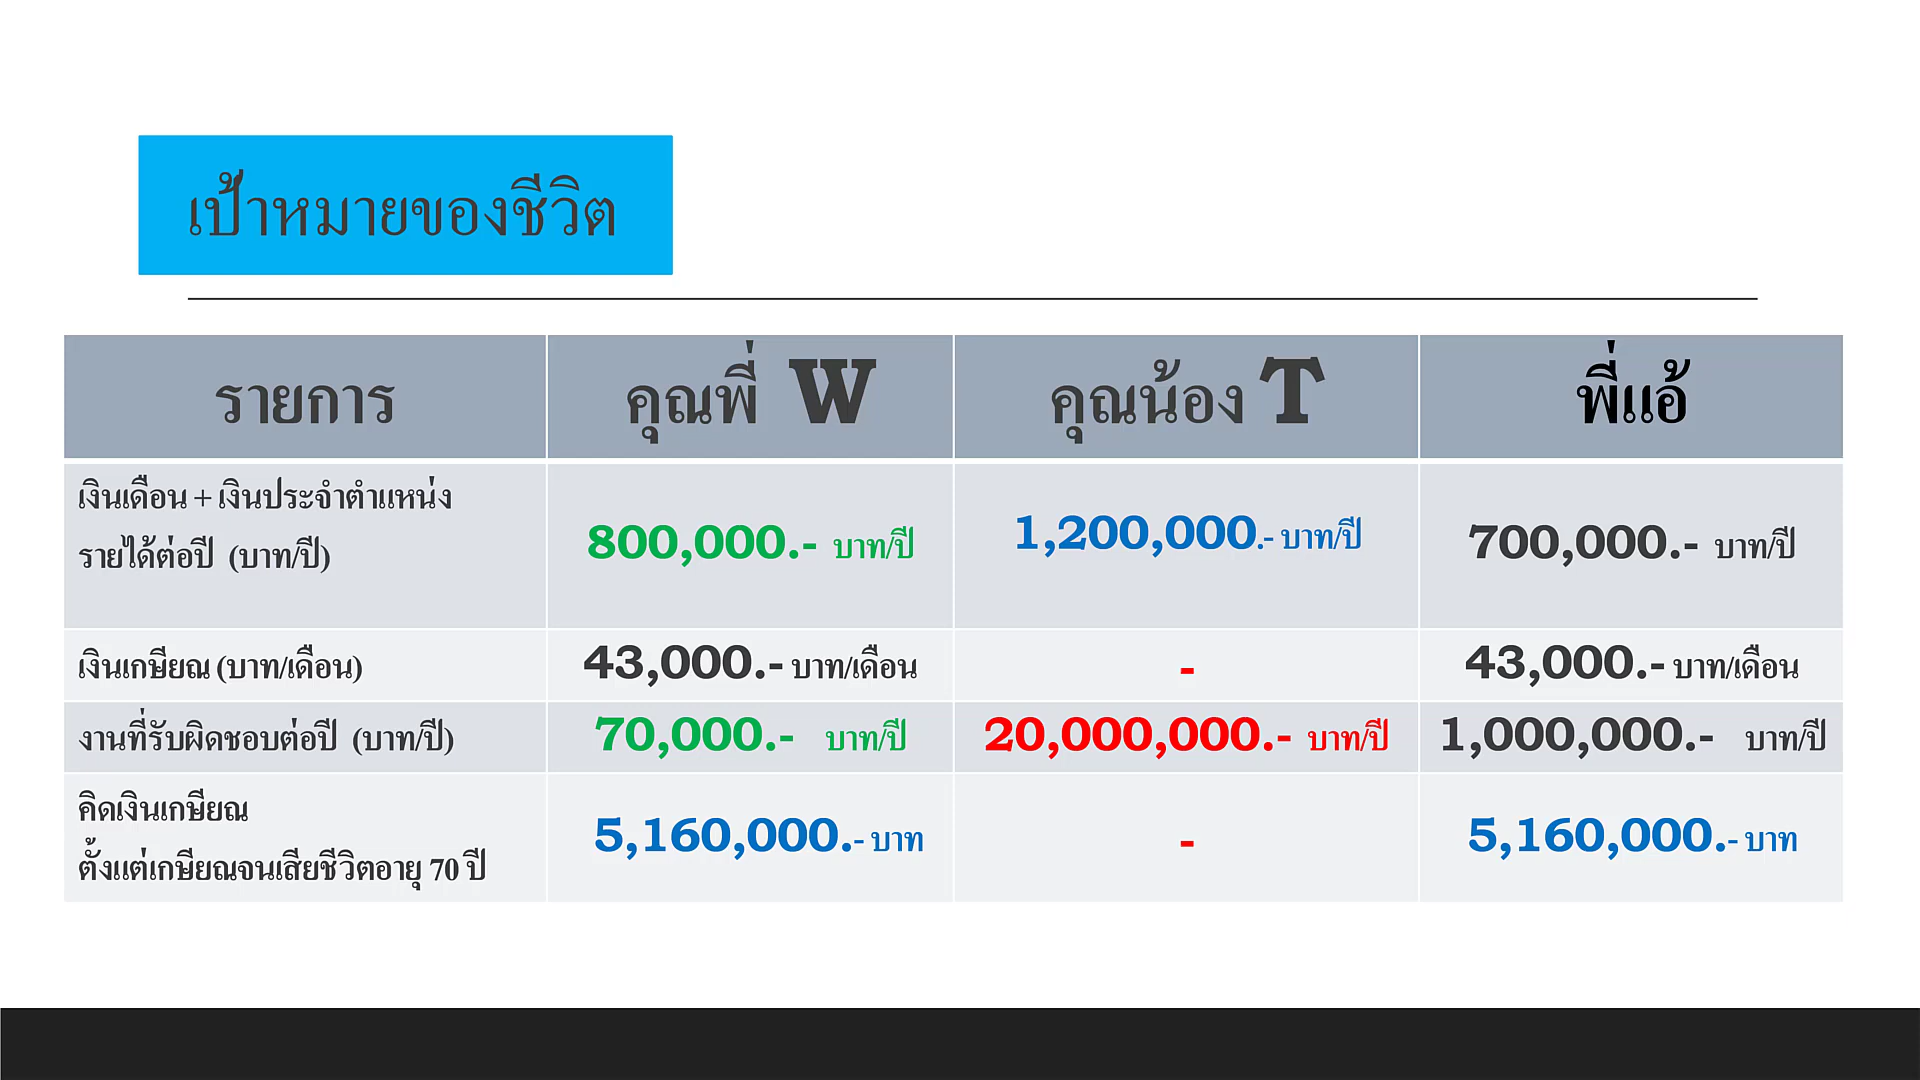 เป้าหมายของชีวิต
รายการ คุณพี่ W คุณน้อง T พี่แอ้
เงินเดือน + เงินประจำตำแหน่ง
รายได้ต่อปี (บาท/ปี) 800,000.- บาท/ปี 1,200,000.- บาท/ปี 700,000.- บาท/ปี
เงินเกษียณ (บาท/เดือน) 43,000.- บาท/เดือน - 43,000.- บาท/เดือน
งานที่รับผิดชอบต่อปี (บาท/ปี) 70,000.- บาท/ปี 20,000,000.- บาท/ปี 1,000,000.- บาท/ปี
คิดเงินเกษียณ
ตั้งแต่เกษียณจนเสียชีวิตอายุ 70 ปี 5,160,000.- บาท - 5,160,000.- บาท